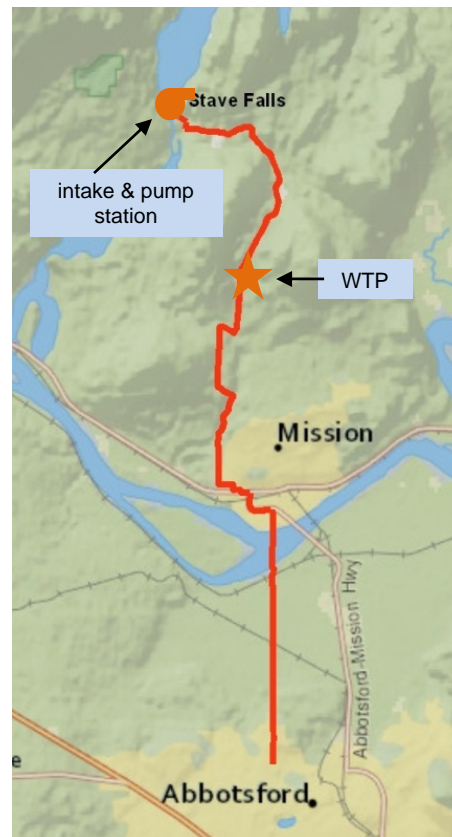 Stave Falls
intake & pump
station
WTP
Mission
Abbotsford-Mission Hwy
e
Abbotsford